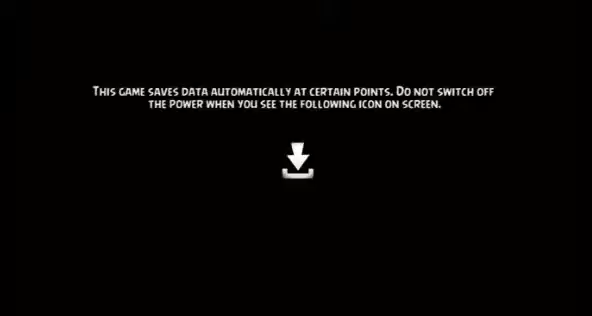 THIS GAME SAVES DATA AUTOMATICALLY AT CERTAIN POINTS. DO NOT SWITCH OFF
THE POWER WHEN YOU SEE THE FOLLOWING ICON ON SCREEN.